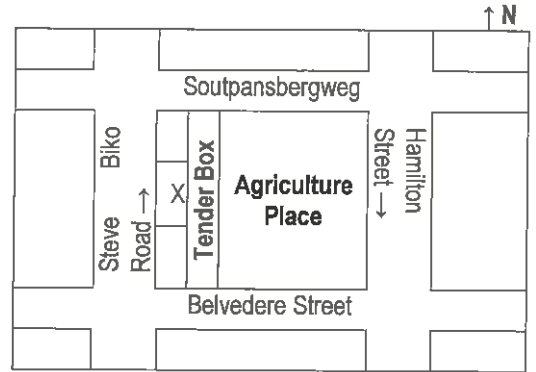 ↑ N
Soutpansbergweg
Steve Biko
Road →
X
Tender Box
Agriculture
Place
Hamilton
Street →
Belvedere Street